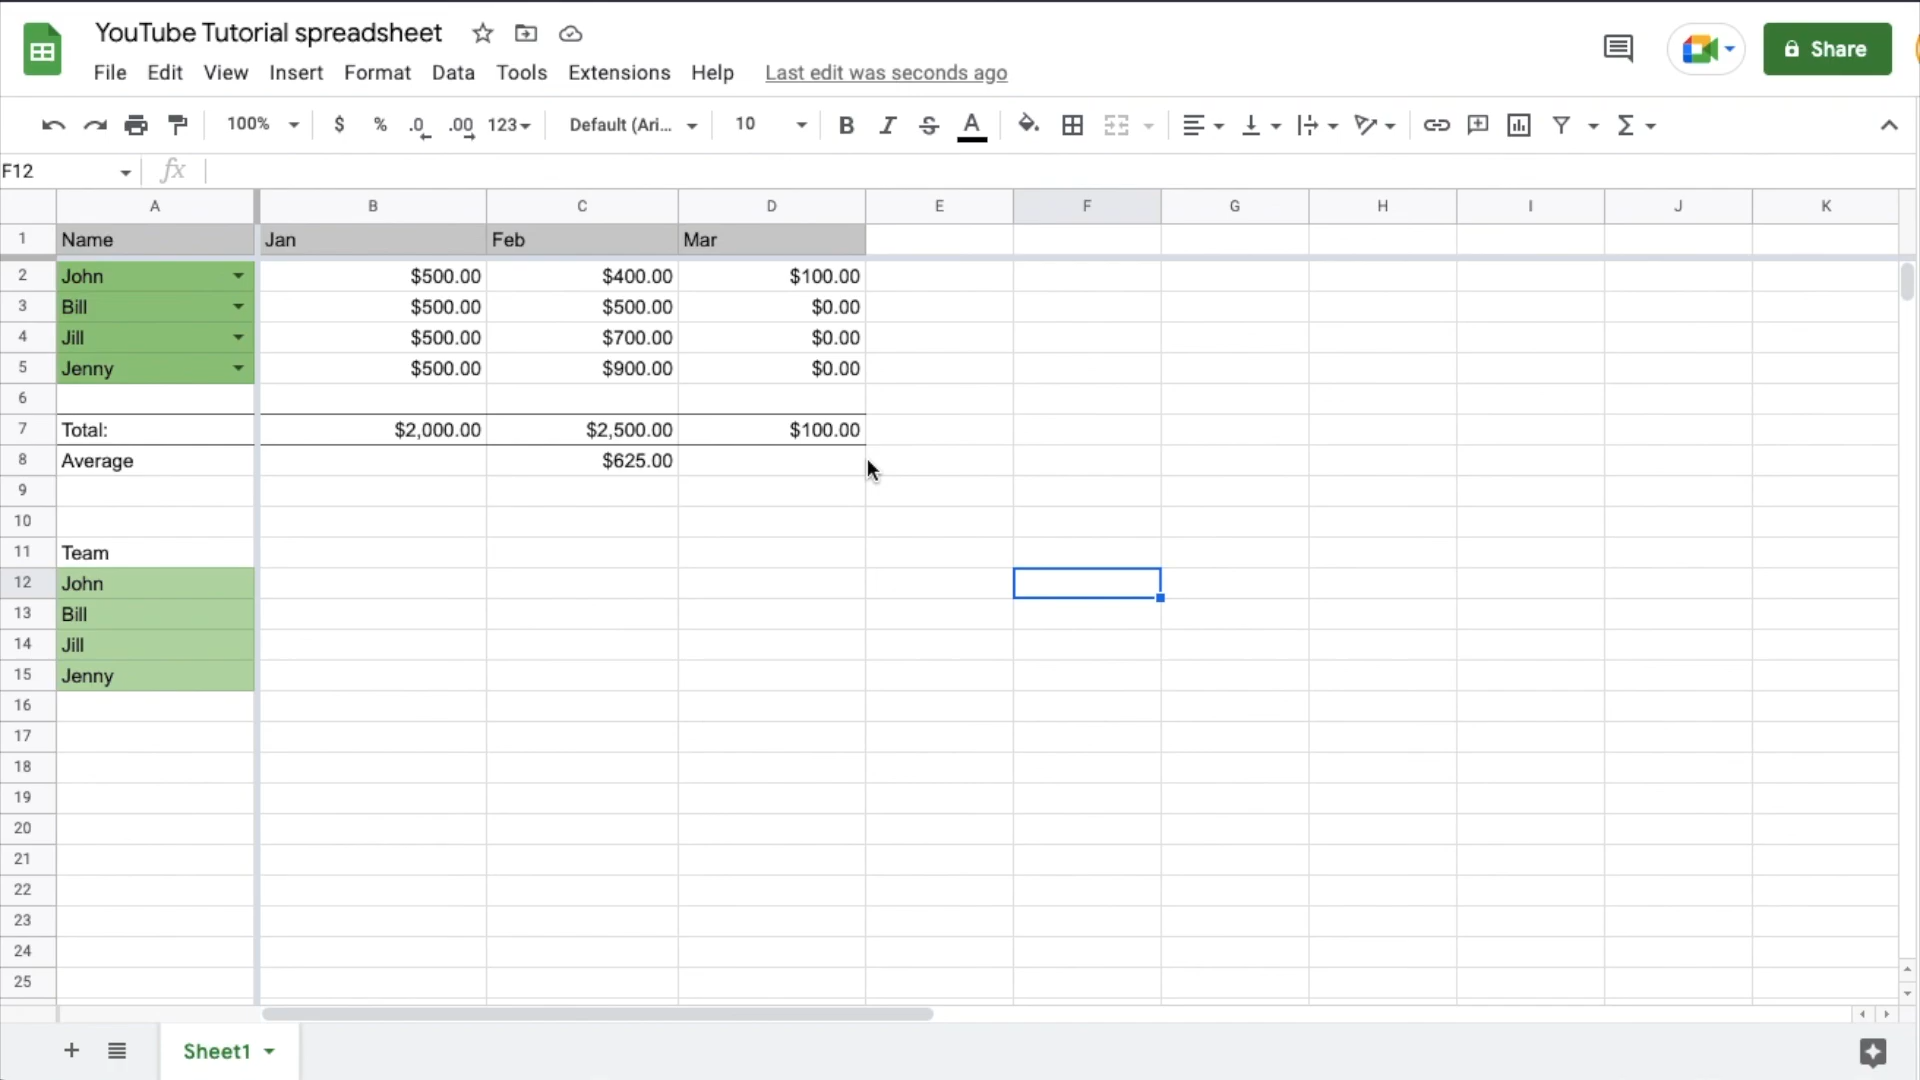 YouTube Tutorial spreadsheet
File Edit View Insert Format Data Tools Extensions Help Last edit was seconds ago
Share
100% $ % .0 .00 123 Default (Ari... 10 B I S A
F12 fx
A B C D E F G H I J K
1 Name Jan Feb Mar
2 John $500.00 $400.00 $100.00
3 Bill $500.00 $500.00 $0.00
4 Jill $500.00 $700.00 $0.00
5 Jenny $500.00 $900.00 $0.00
6
7 Total: $2,000.00 $2,500.00 $100.00
8 Average $625.00
9
10
11 Team
12 John
13 Bill
14 Jill
15 Jenny
16
17
18
19
20
21
22
23
24
25
Sheet1